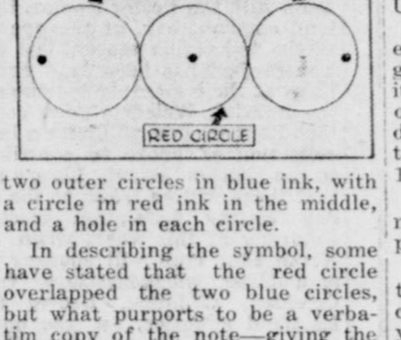 RED CIRCLE
two outer circles in blue ink, with
a circle in red ink in the middle,
and a hole in each circle.
In describing the symbol, some
have stated that the red circle
overlapped the two blue circles,
but what purports to be a verba-
tim copy of the note—giving the